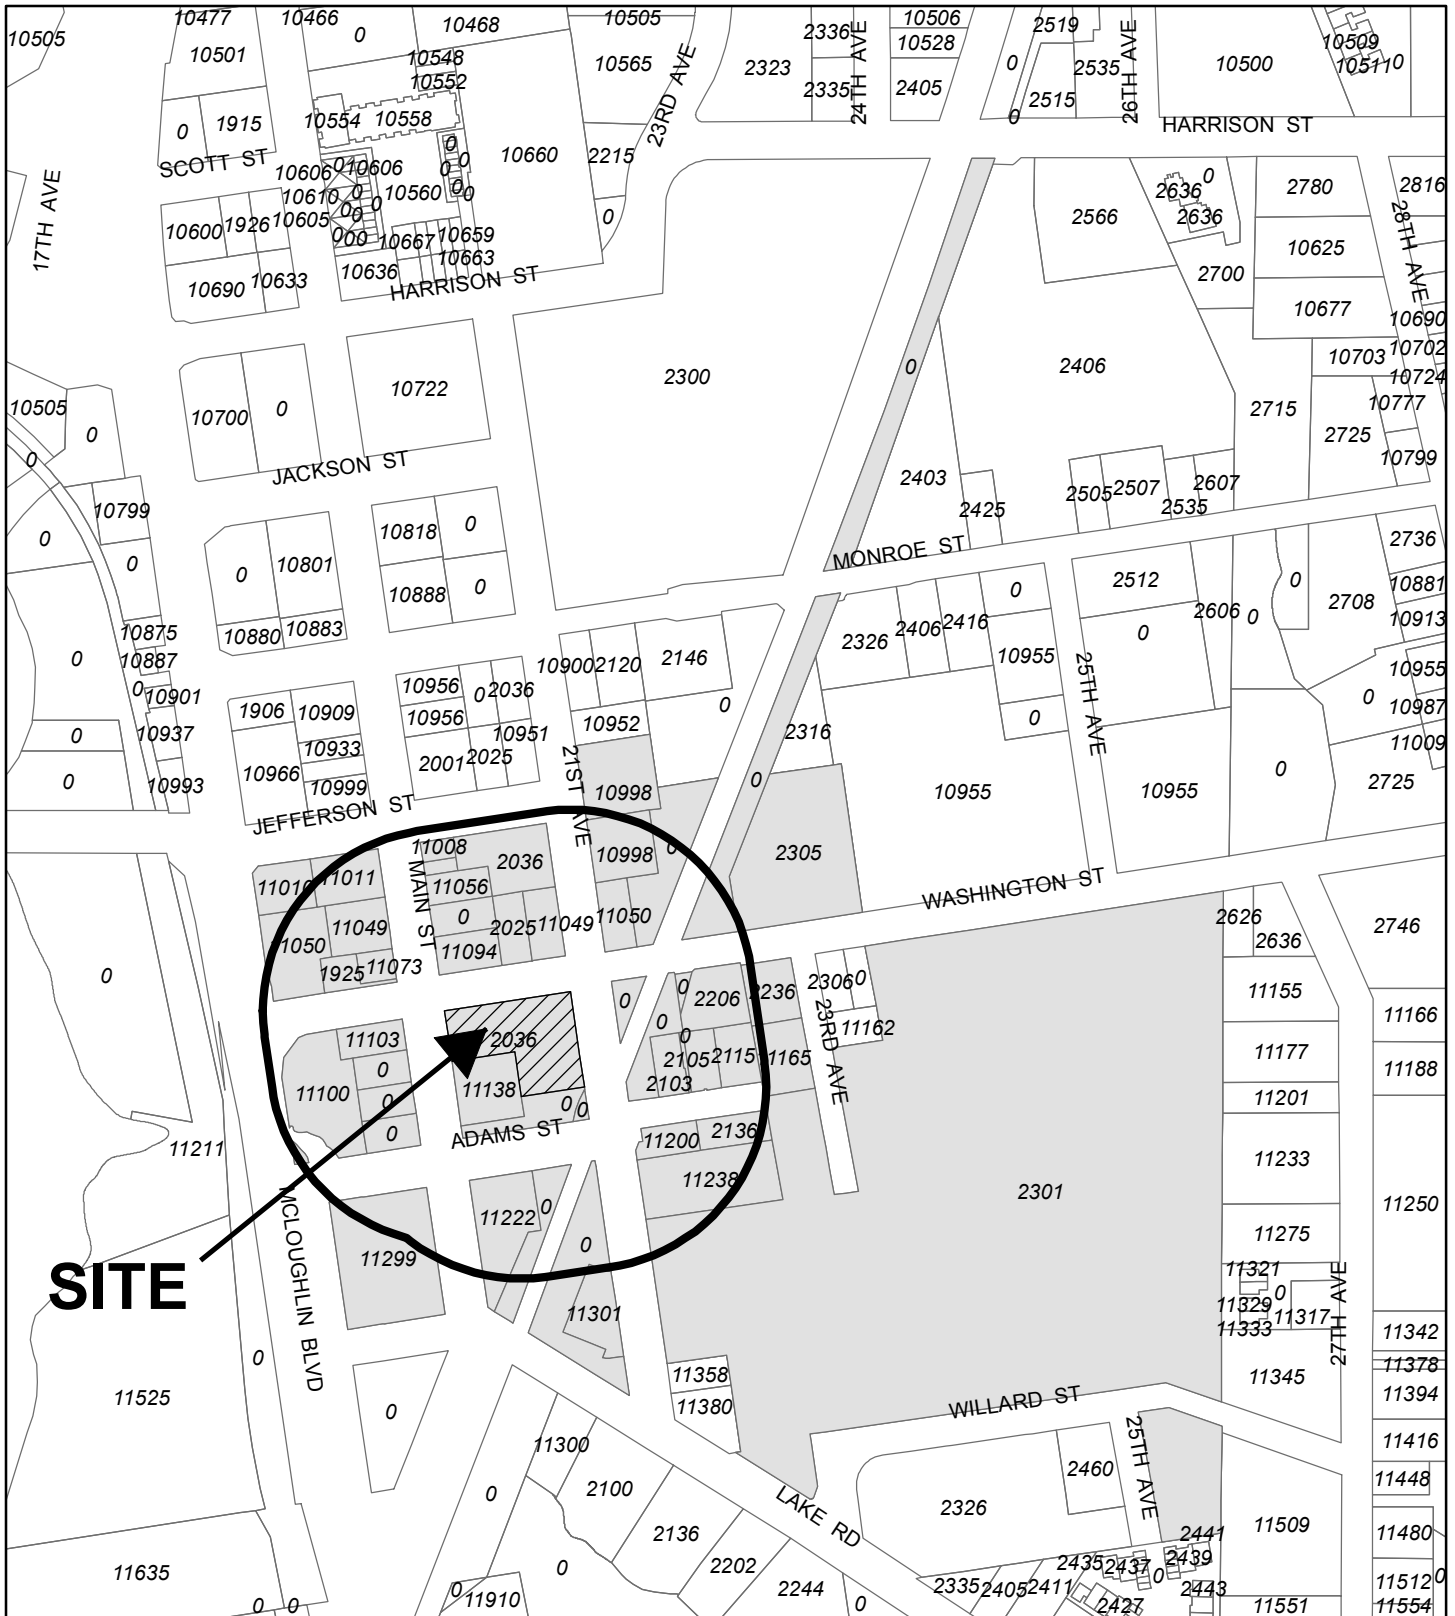 10477 10466 10468 10505 2336 24TH AVE 10506 2519 26TH AVE
10505 10501 0 10548 10565 23RD AVE 2323 10528 0 2535 10500 10509
10552 2335 2405 2515 10511 0
0 1915 10554 10558 0 HARRISON ST
SCOTT ST 0 0 10660 2215
17TH AVE 10606 0 10606 0 2636 0 2780 2816
10610 0 10560 0 0 2566 2636 28TH AVE
10600 1926 10605 0 0 0 0
000 10667 10659 10625
10636 10663 2700
10690 10633 HARRISON ST 10677 10690
2300 0 2406 10703 10702
10722 10724
10505 10700 0 2715 10777
0 2725
0 JACKSON ST 2403 10799
2505 2507 2607
10799 10818 0 2425 2535
0 MONROE ST 2736
0 0 10801 10888 0 0 2512 0 10881
10875 10880 10883 2326 2406 2416 2606 0 2708 10913
0 10887 10900 2120 2146 10955 0 10955
0 10901 10956 0 2036 25TH AVE 0 10987
1906 10909 10956 0 0
0 10937 10933 10951 10952 2316 11009
10966 2001 2025 21ST AVE 0
0 10993 10999 10998 0 10955 10955 2725
JEFFERSON ST
11008 2036 10998 0 2305
11010 11011 MAIN ST 11056 WASHINGTON ST
11050 11049 0 2025 11049 11050 2626 2746
1925 11073 11094 2636
0 0 0 2206 2236 2306 0 11155
11103 2036 0 0 23RD AVE 11162 11166
0 2105 2115 11165 11177
11100 0 11138 2103 11188
0 0 0 11201
11211 ADAMS ST 11200 2136
11233
11222 0 11238 2301 11250
MCLOUGHLIN BLVD 11275
SITE 11299 0 11321
11301 0
11329 11317
11333 27TH AVE 11342
0 11358 11378
11525 11345 11394
0 11380 WILLARD ST
11300 25TH AVE 11416
2460 11448
0 2100
LAKE RD 2326
2136 11509 11480
2441
11635 0 2202 2435 2437 2439
0 2244 0 2335 2405 2411 0 2443 11512 0
0 0 11910 2427 11551 11554